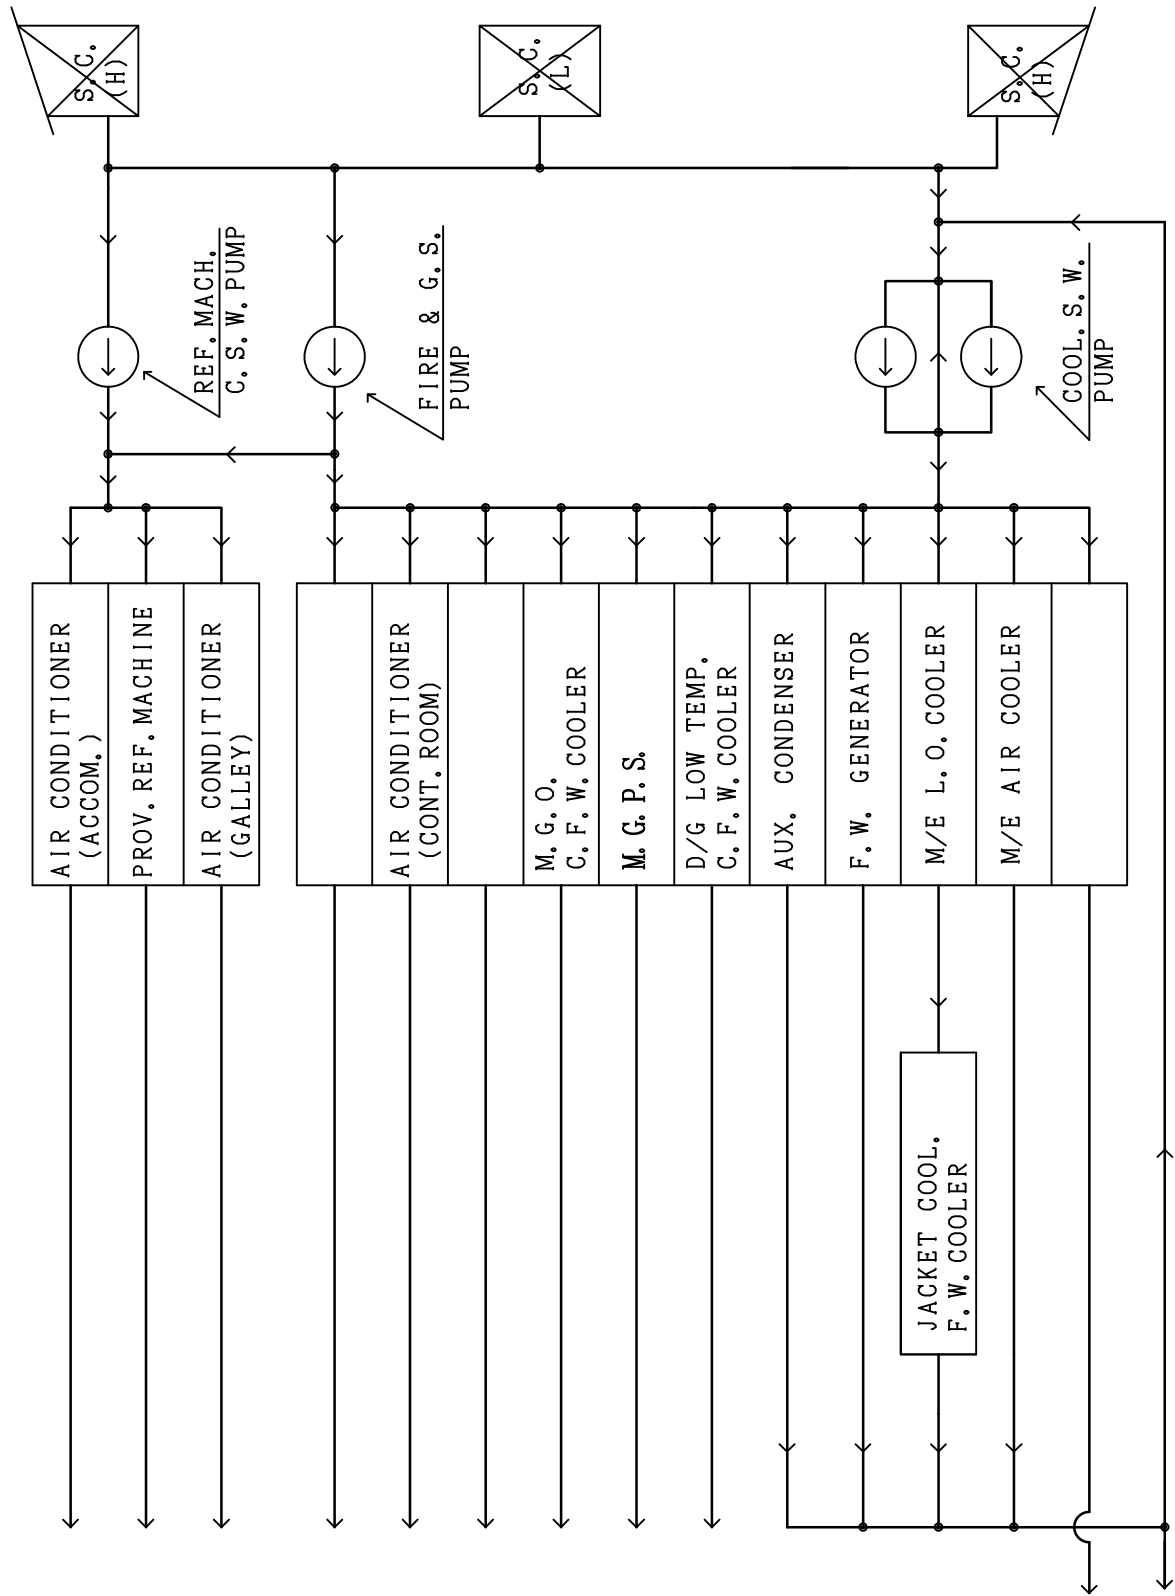 S.C.
(H)
S.C.
(L)
S.C.
(H)
REF.MACH.
C.S.W.PUMP
FIRE & G.S.
PUMP
COOL.S.W.
PUMP
AIR CONDITIONER
(ACCOM.)
PROV.REF.MACHINE
AIR CONDITIONER
(GALLEY)
AIR CONDITIONER
(CONT.ROOM)
M.G.O.
C.F.W.COOLER
M.G.P.S.
D/G LOW TEMP.
C.F.W.COOLER
AUX. CONDENSER
F.W. GENERATOR
M/E L.O.COOLER
M/E AIR COOLER
JACKET COOL.
F.W.COOLER